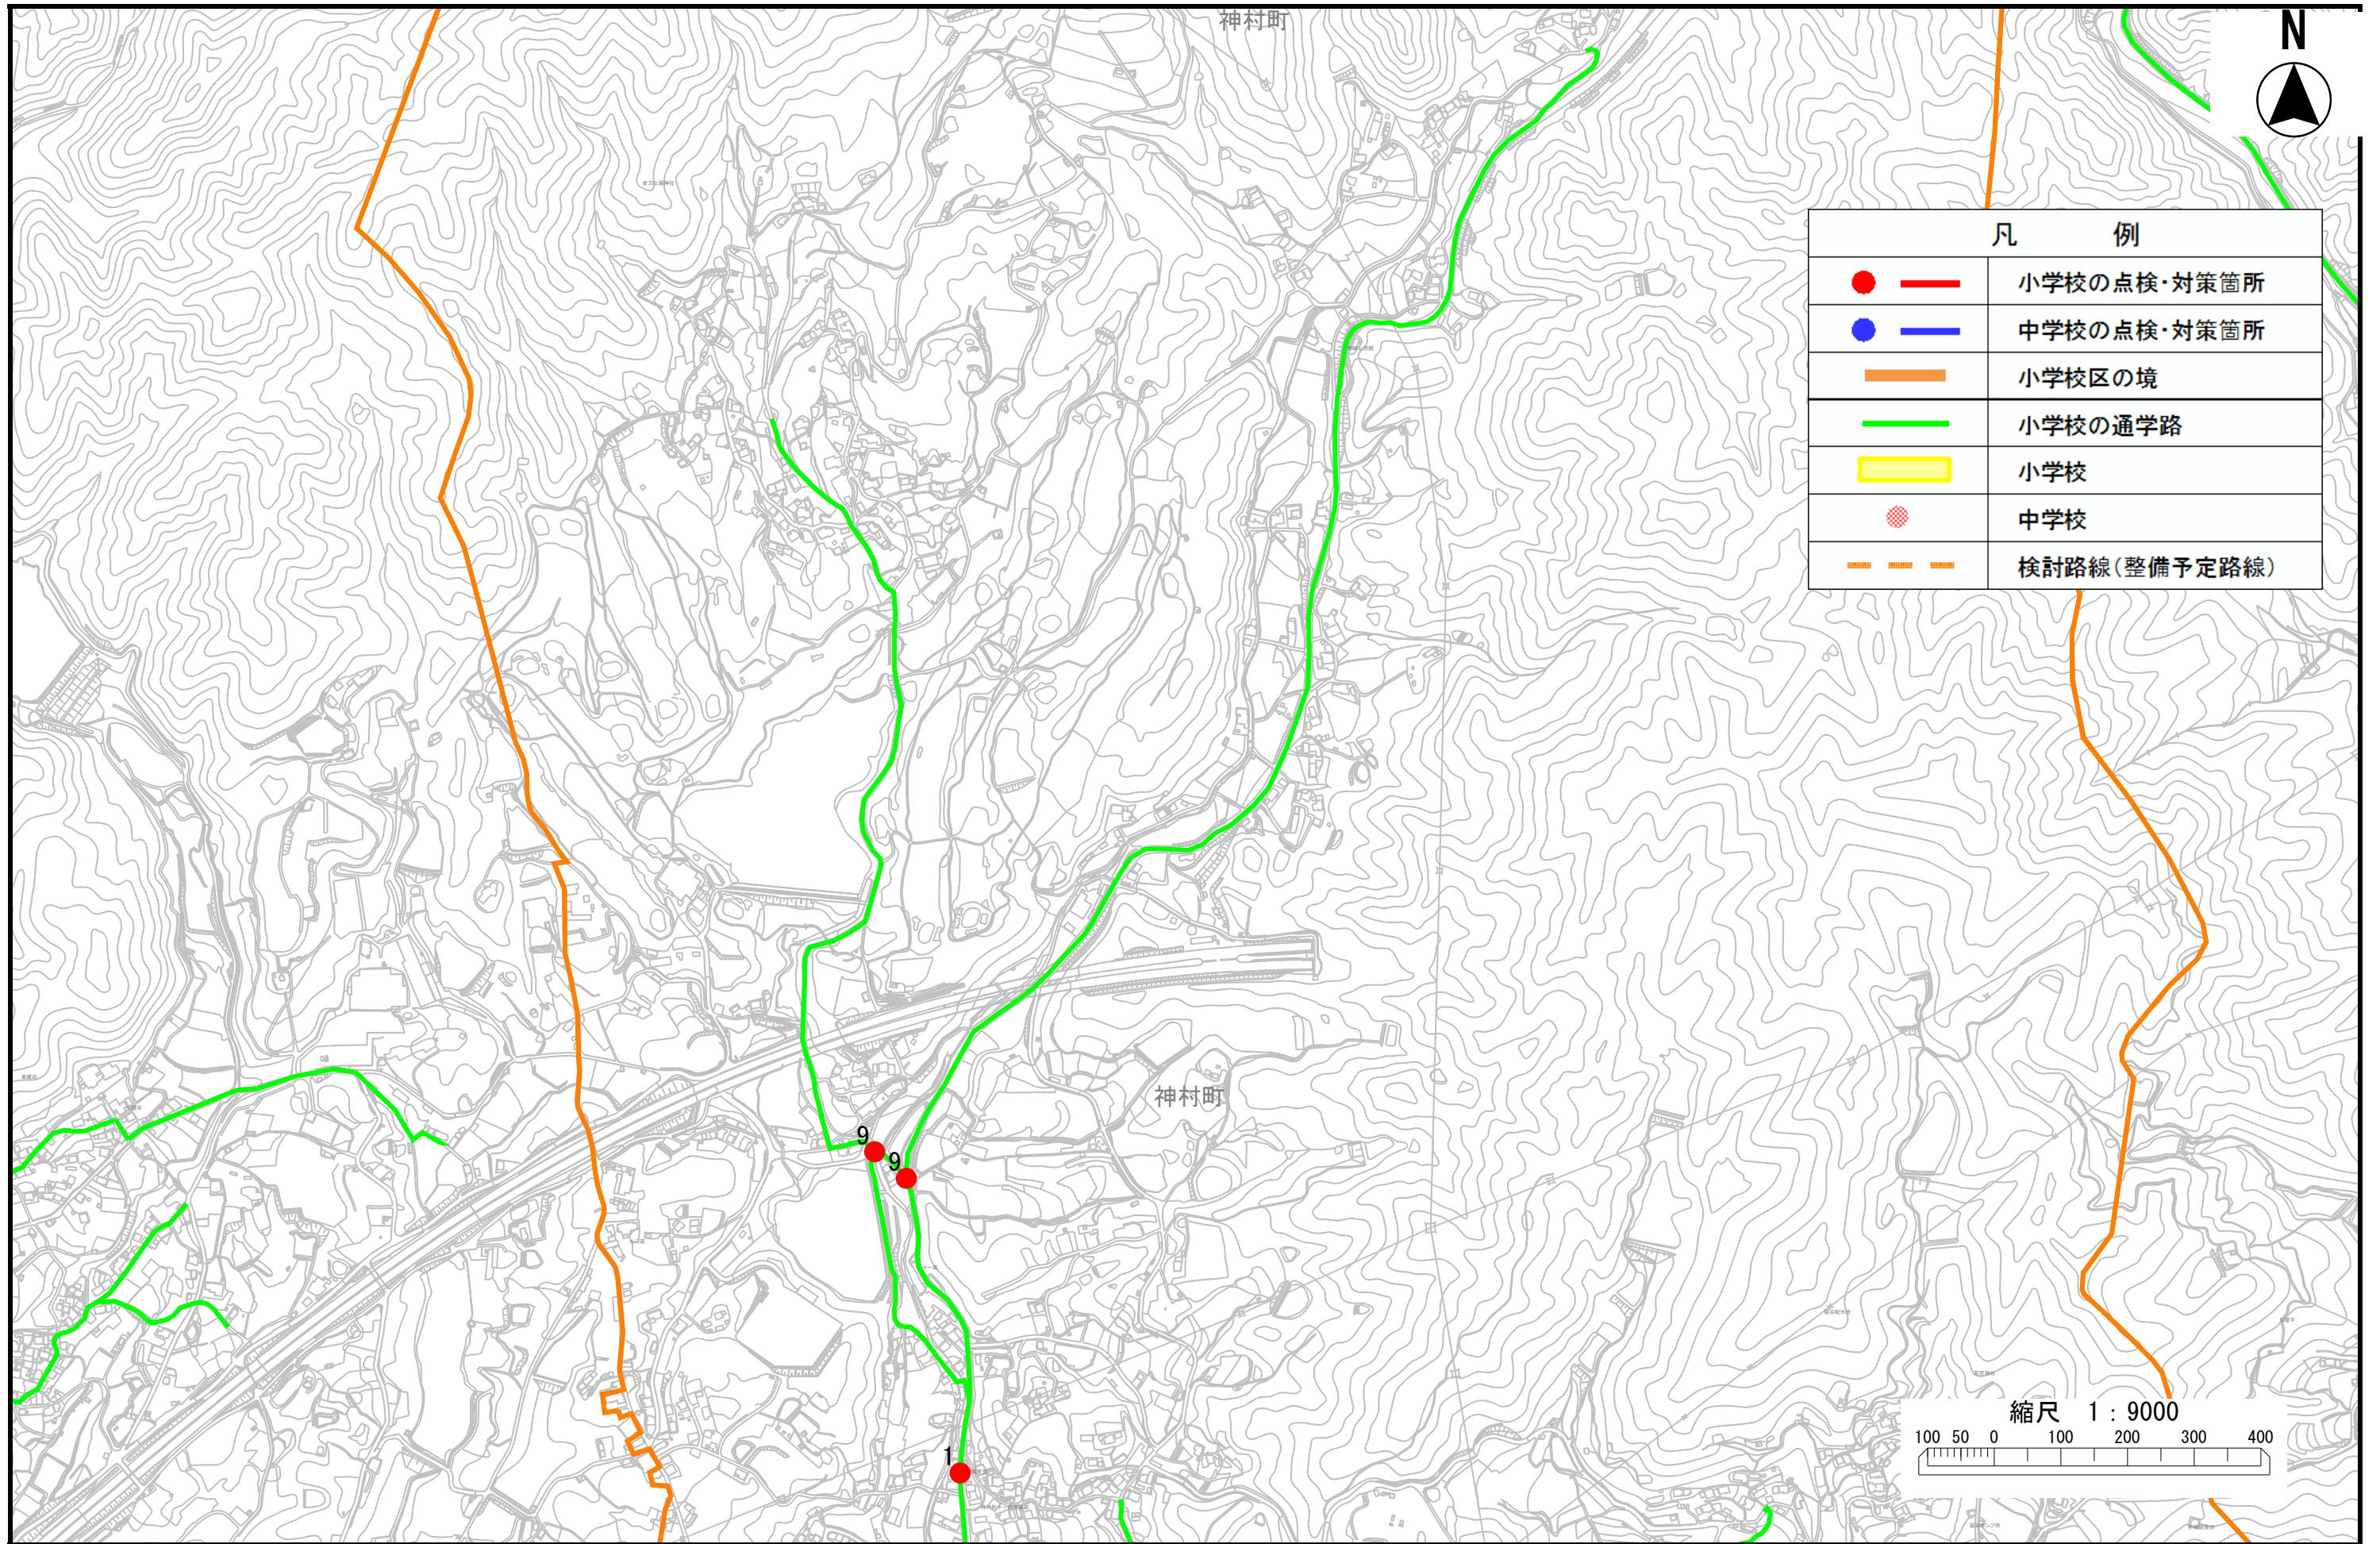 神村町
N
凡 例
小学校の点検・対策箇所
中学校の点検・対策箇所
小学校区の境
小学校の通学路
小学校
中学校
検討路線(整備予定路線)
神村町
9
9
1
縮尺 1:9000
100 50 0 100 200 300 400